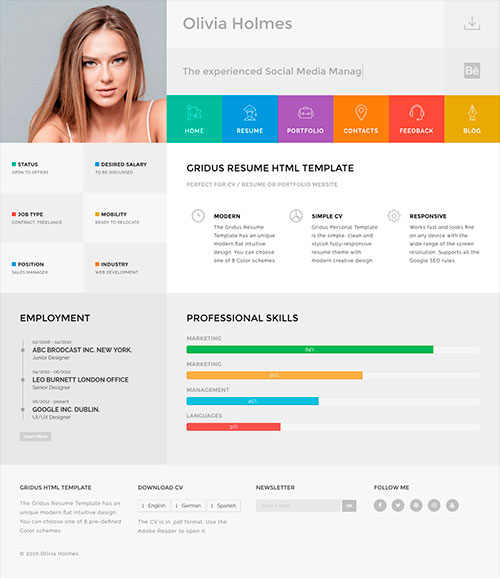 Olivia Holmes
The experienced Social Media Manag
Bē
HOME
RESUME
PORTFOLIO
CONTACTS
FEEDBACK
BLOG
STATUS
OPEN TO OFFERS
DESIRED SALARY
TO BE DISCUSSED
JOB TYPE
CONTRACT, FREELANCE
MOBILITY
READY TO RELOCATE
POSITION
SALES MANAGER
INDUSTRY
WEB DEVELOPMENT
GRIDUS RESUME HTML TEMPLATE
PERFECT FOR CV / RESUME OR PORTFOLIO WEBSITE
MODERN
The Gridus Resume
Template has an unique
modern flat intuitive
design. You can choose
one of 8 Color schemes.
SIMPLE CV
Gridus Personal Template
is the simple, clean and
stylish fully-responsive
resume theme with
modern creative design.
RESPONSIVE
Works fast and looks fine
on any device with the
wide range of the screen
resolution. Supports all the
Google SEO rules
EMPLOYMENT
02/2008 - 04/2010
ABC BRODCAST INC. NEW YORK.
Junior Designer
04/2010 - 06/2012
LEO BURNETT LONDON OFFICE
Senior Designer
06/2012 - present
GOOGLE INC. DUBLIN.
UI/UX Designer
Learn More
PROFESSIONAL SKILLS
MARKETING
84%
MARKETING
60%
MANAGEMENT
45%
LANGUAGES
32%
GRIDUS HTML TEMPLATE
The Gridus Resume Template has an
unique modern flat intuitive design.
You can choose one of 8 pre-defined
Color schemes.
© 2016 Olivia Holmes
DOWNLOAD CV
English
German
Spanish
The CV is in .pdf format. Use the
Adobe Reader to open it.
NEWSLETTER
Your Email
OK
FOLLOW ME